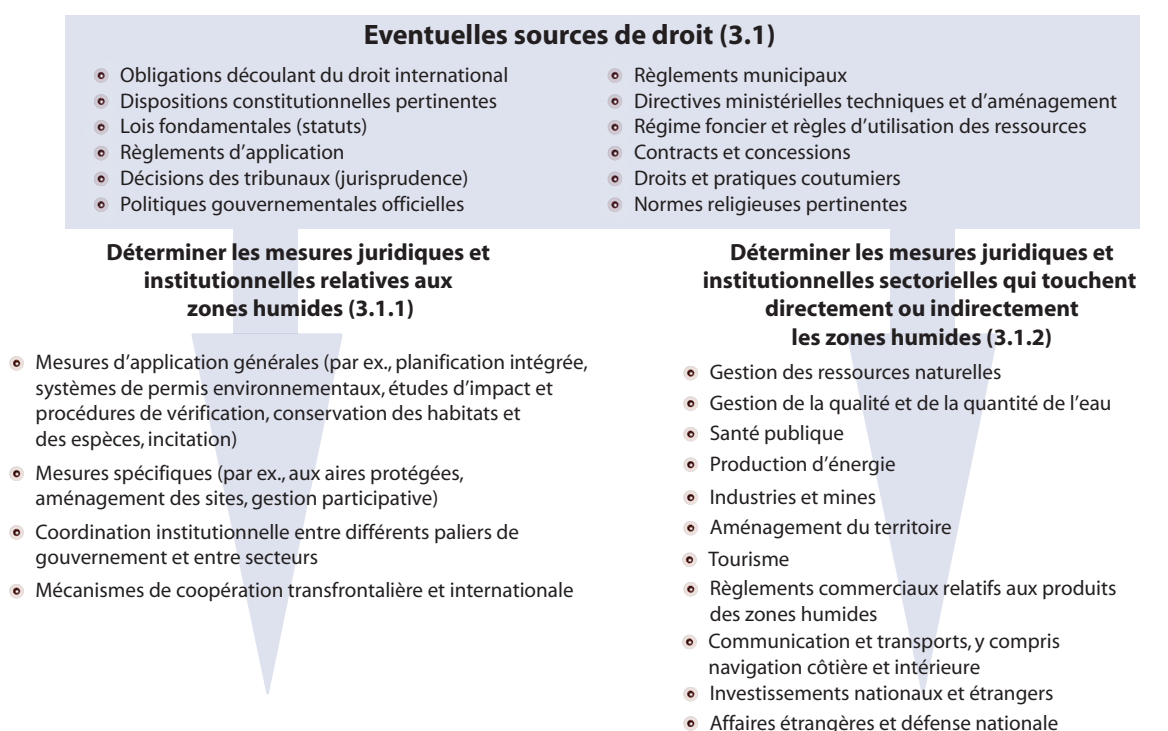 Eventuelles sources de droit (3.1)
Obligations découlant du droit international
Dispositions constitutionnelles pertinentes
Lois fondamentales (statuts)
Règlements d'application
Décisions des tribunaux (jurisprudence)
Politiques gouvernementales officielles
Règlements municipaux
Directives ministérielles techniques et d'aménagement
Régime foncier et règles d'utilisation des ressources
Contracts et concessions
Droits et pratiques coutumiers
Normes religieuses pertinentes
Déterminer les mesures juridiques et
institutionnelles relatives aux
zones humides (3.1.1)
Mesures d'application générales (par ex., planification intégrée,
systèmes de permis environnementaux, études d'impact et
procédures de vérification, conservation des habitats et
des espèces, incitation)
Mesures spécifiques (par ex., aux aires protégées,
aménagement des sites, gestion participative)
Coordination institutionnelle entre différents paliers de
gouvernement et entre secteurs
Mécanismes de coopération transfrontalière et internationale
Déterminer les mesures juridiques et
institutionnelles sectorielles qui touchent
directement ou indirectement
les zones humides (3.1.2)
Gestion des ressources naturelles
Gestion de la qualité et de la quantité de l'eau
Santé publique
Production d'énergie
Industries et mines
Aménagement du territoire
Tourisme
Règlements commerciaux relatifs aux produits
des zones humides
Communication et transports, y compris
navigation côtière et intérieure
Investissements nationaux et étrangers
Affaires étrangères et défense nationale